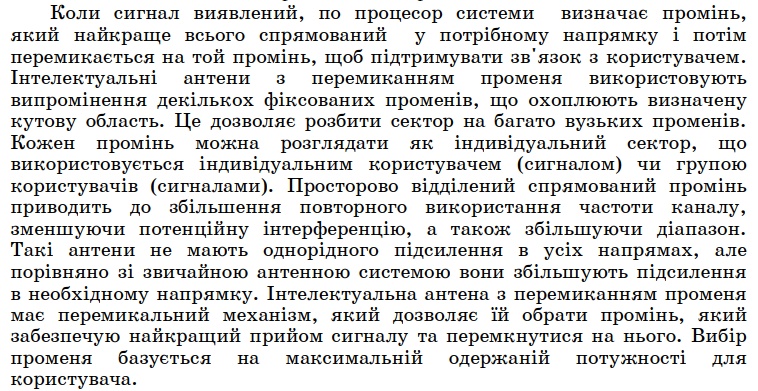 Коли сигнал виявлений, по процесор системи визначає промінь,
який найкраще всього спрямований у потрібному напрямку і потім
перемикається на той промінь, щоб підтримувати зв'язок з користувачем.
Інтелектуальні антени з перемиканням променя використовують
випромінення декількох фіксованих променів, що охоплюють визначену
кутову область. Це дозволяє розбити сектор на багато вузьких променів.
Кожен промінь можна розглядати як індивідуальний сектор, що
використовується індивідуальним користувачем (сигналом) чи групою
користувачів (сигналами). Просторово відділений спрямований промінь
приводить до збільшення повторного використання частоти каналу,
зменшуючи потенційну інтерференцію, а також збільшуючи діапазон.
Такі антени не мають однорідного підсилення в усіх напрямах, але
порівняно зі звичайною антенною системою вони збільшують підсилення
в необхідному напрямку. Інтелектуальна антена з перемиканням променя
має перемикальний механізм, який дозволяє їй обрати промінь, який
забезпечую найкращий прийом сигналу та перемкнутися на нього. Вибір
променя базується на максимальній одержаній потужності для
користувача.